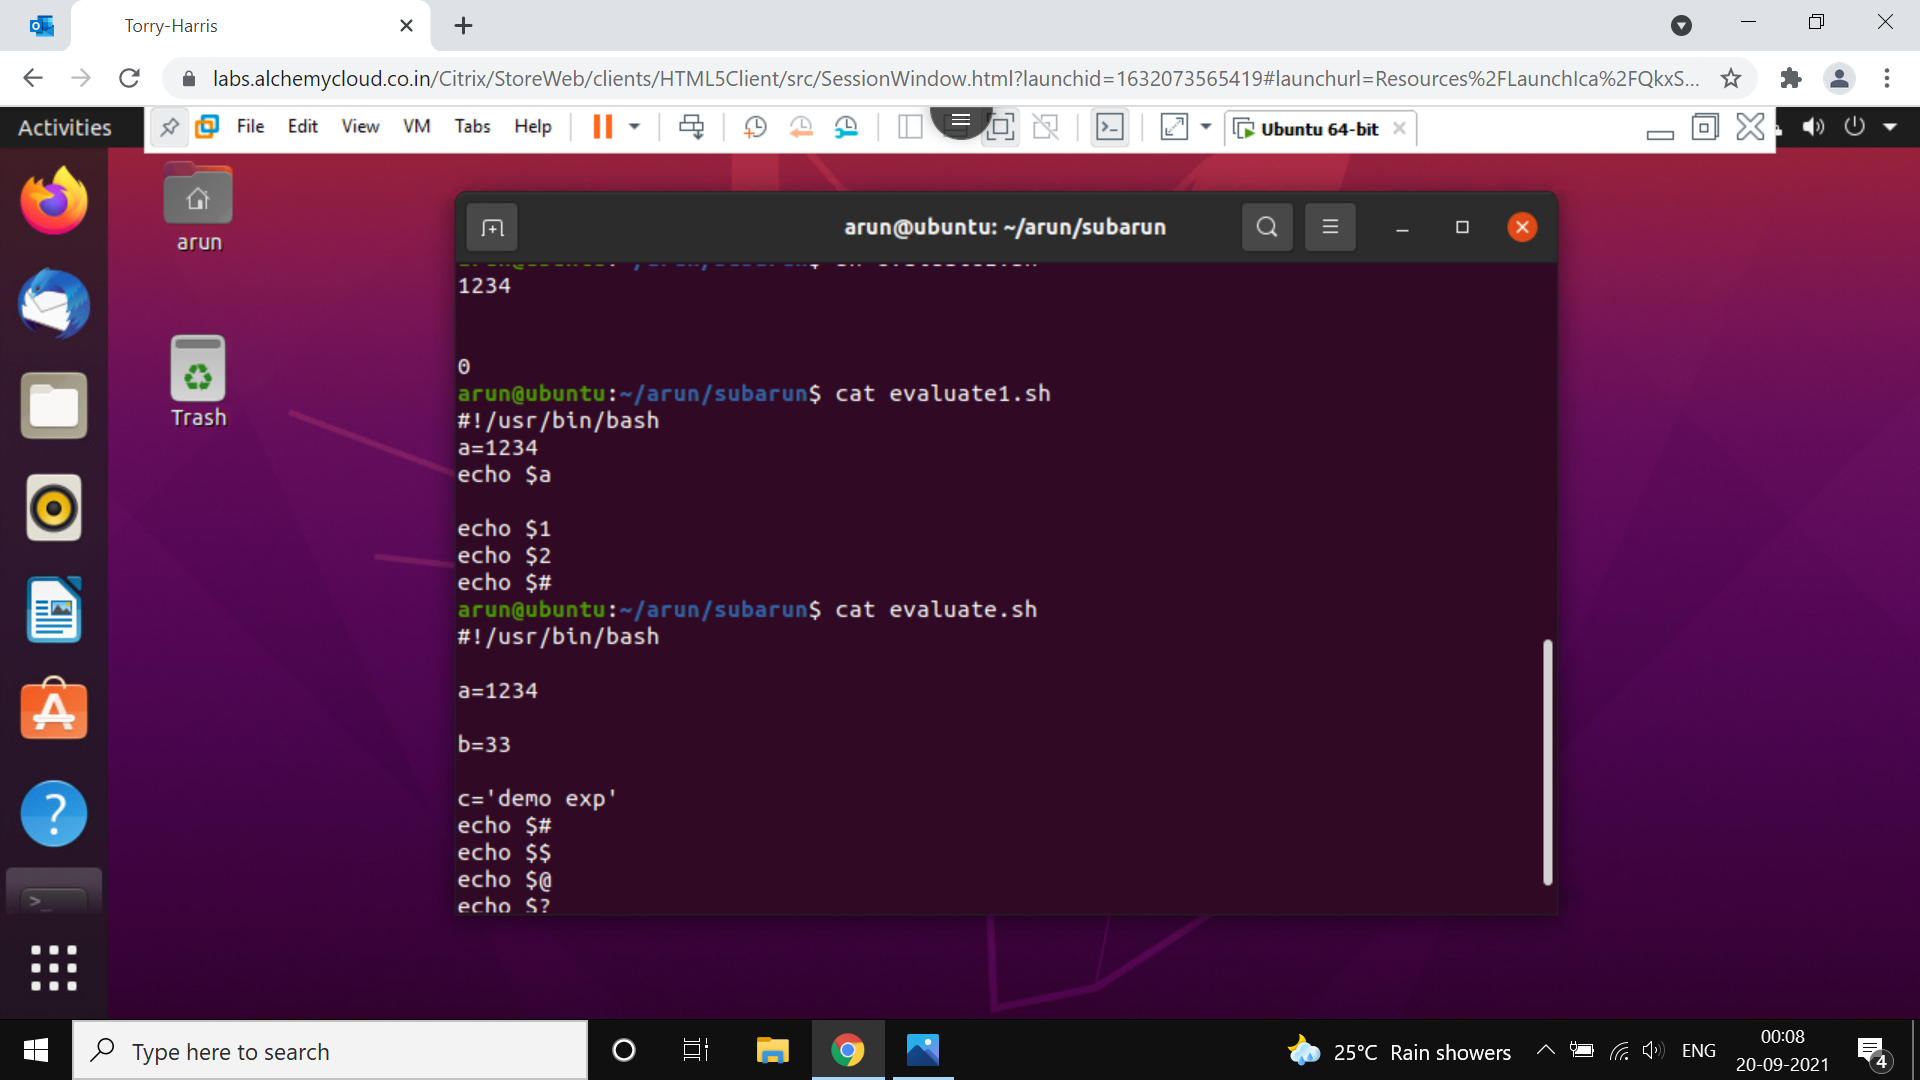 Torry-Harris
labs.alchemycloud.co.in/Citrix/StoreWeb/clients/HTML5Client/src/SessionWindow.html?launchid=1632073565419#launchurl=Resources%2FLaunchIca%2FQkxS...
Activities
File Edit View VM Tabs Help
Ubuntu 64-bit
arun
Trash
arun@ubuntu: ~/arun/subarun
1234
0
arun@ubuntu:~/arun/subarun$ cat evaluate1.sh
#!/usr/bin/bash
a=1234
echo $a
echo $1
echo $2
echo $#
arun@ubuntu:~/arun/subarun$ cat evaluate.sh
#!/usr/bin/bash
a=1234
b=33
c='demo exp'
echo $#
echo $$
echo $@
echo $?
Type here to search
25°C Rain showers
ENG
00:08
20-09-2021
4